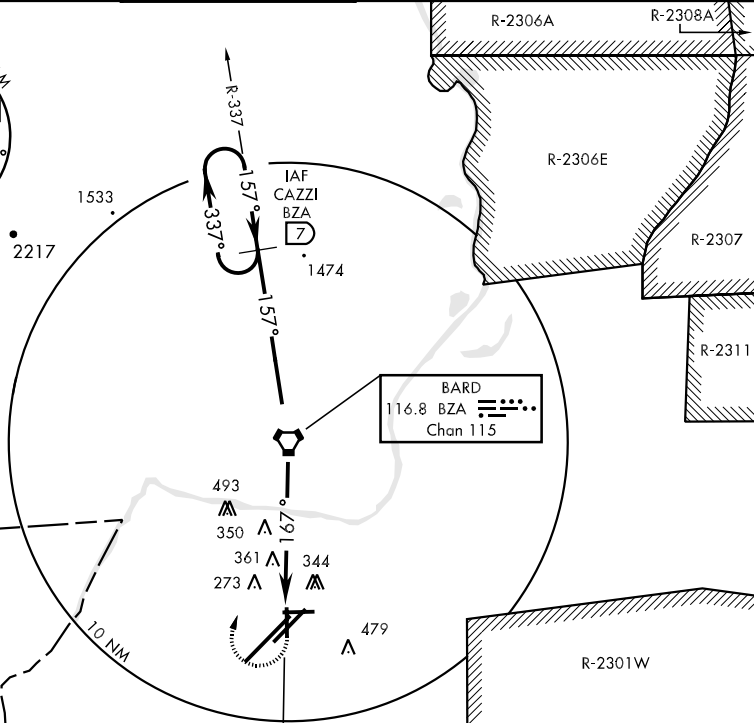 R-2306A
R-2308A
R-337
R-2306E
M
IAF
CAZZI
BZA
7
157°
337°
1533
2217
1474
R-2307
157°
R-2311
BARD
116.8 BZA
Chan 115
493
350
167°
361
344
273
479
10 NM
R-2301W